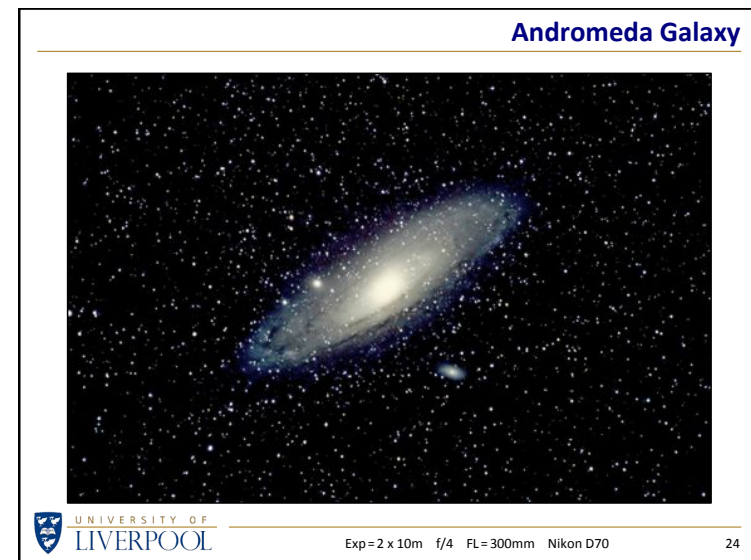 Andromeda Galaxy
UNIVERSITY OF
LIVERPOOL
Exp = 2 x 10m f/4 FL = 300mm Nikon D70
24